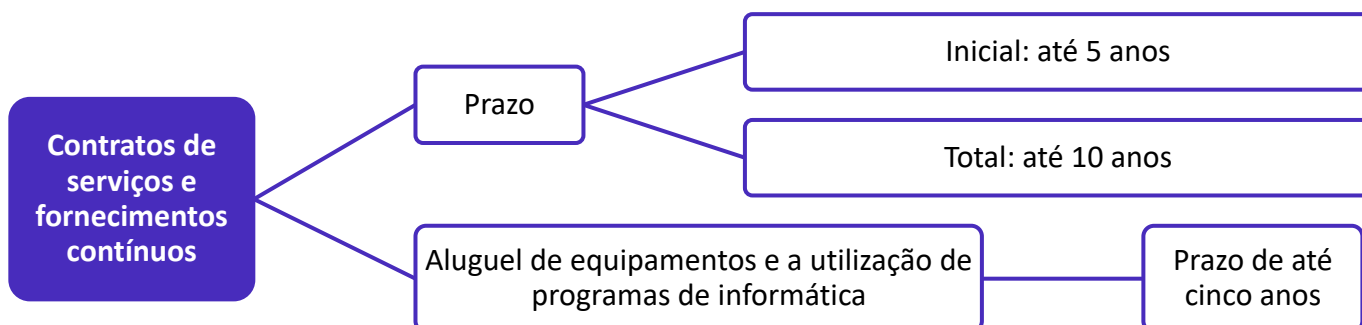 Contratos de
serviços e
fornecimentos
contínuos
Prazo
Inicial: até 5 anos
Total: até 10 anos
Aluguel de equipamentos e a utilização de
programas de informática
Prazo de até
cinco anos